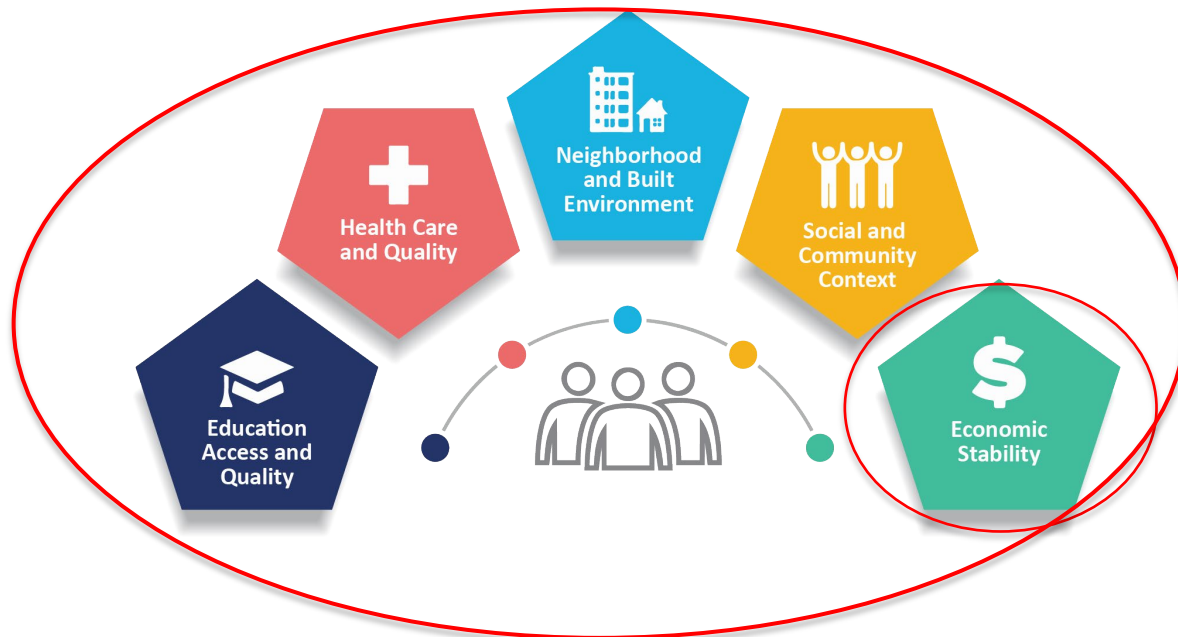 Neighborhood
and Built
Environment
Health Care
and Quality
Social and
Community
Context
Education
Access and
Quality
$
Economic
Stability